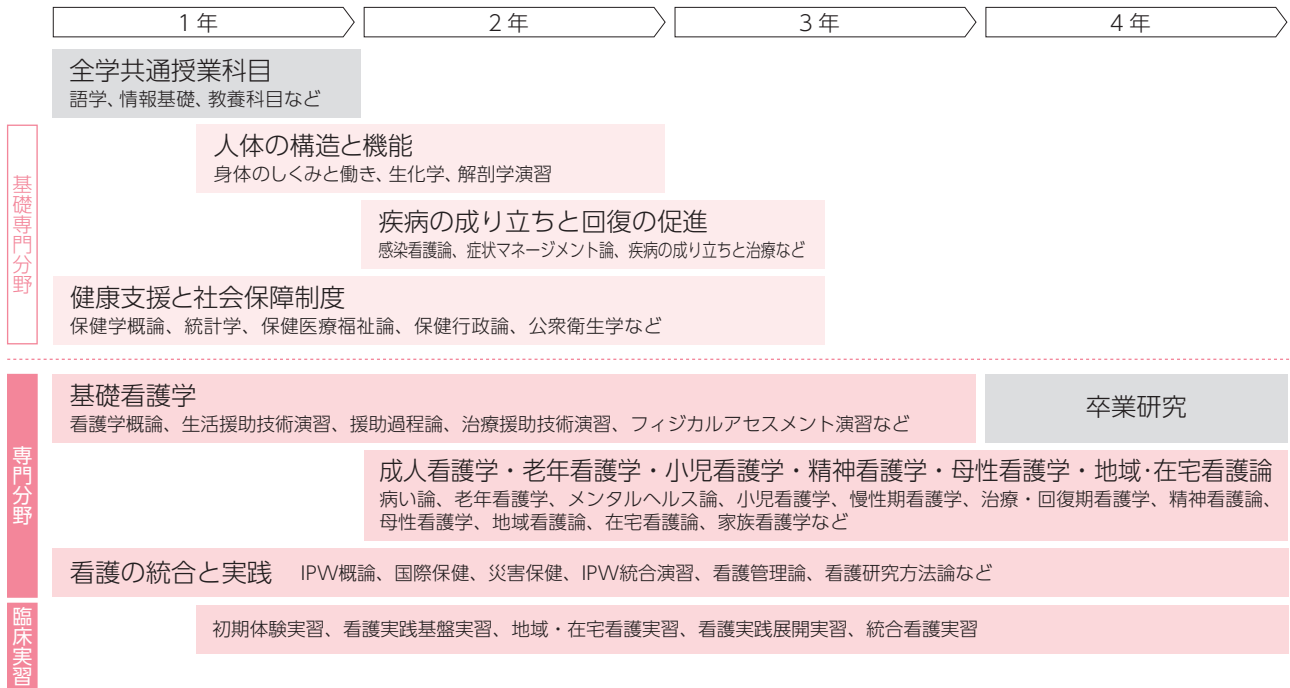 1 年
2 年
3 年
4 年
全学共通授業科目
語学、情報基礎、教養科目など
基礎専門分野
人体の構造と機能
身体のしくみと働き、生化学、解剖学演習
疾病の成り立ちと回復の促進
感染看護論、症状マネージメント論、疾病の成り立ちと治療など
健康支援と社会保障制度
保健学概論、統計学、保健医療福祉論、保健行政論、公衆衛生学など
専門分野
基礎看護学
看護学概論、生活援助技術演習、援助過程論、治療援助技術演習、フィジカルアセスメント演習など
卒業研究
成人看護学・老年看護学・小児看護学・精神看護学・母性看護学・地域・在宅看護論
病い論、老年看護学、メンタルヘルス論、小児看護学、慢性期看護学、治療・回復期看護学、精神看護論、
母性看護学、地域看護論、在宅看護論、家族看護学など
看護の統合と実践 IPW概論、国際保健、災害保健、IPW統合演習、看護管理論、看護研究方法論など
臨床実習
初期体験実習、看護実践基盤実習、地域・在宅看護実習、看護実践展開実習、統合看護実習